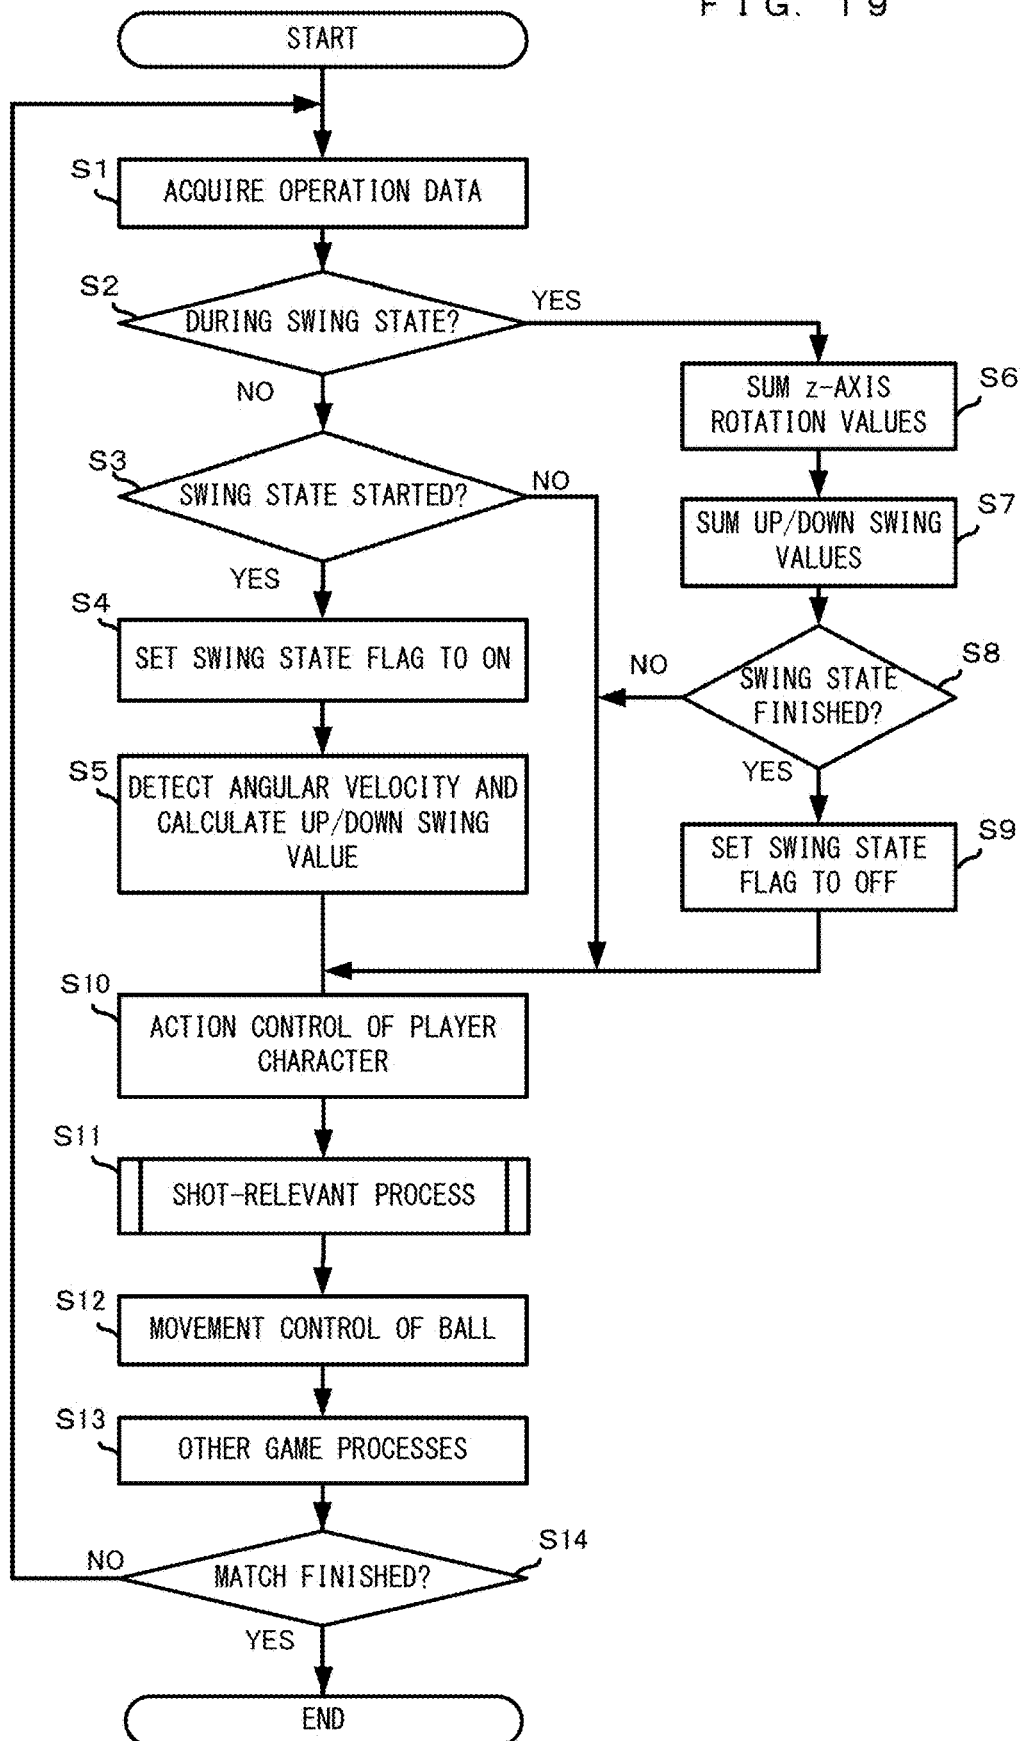 FIG. 19
START
S1
ACQUIRE OPERATION DATA
S2
DURING SWING STATE?
YES
NO
S6
SUM z-AXIS
ROTATION VALUES
S3
SWING STATE STARTED?
NO
YES
S7
SUM UP/DOWN SWING
VALUES
S4
SET SWING STATE FLAG TO ON
S8
SWING STATE
FINISHED?
NO
YES
S5
DETECT ANGULAR VELOCITY AND
CALCULATE UP/DOWN SWING
VALUE
S9
SET SWING STATE
FLAG TO OFF
S10
ACTION CONTROL OF PLAYER
CHARACTER
S11
SHOT-RELEVANT PROCESS
S12
MOVEMENT CONTROL OF BALL
S13
OTHER GAME PROCESSES
S14
MATCH FINISHED?
NO
YES
END